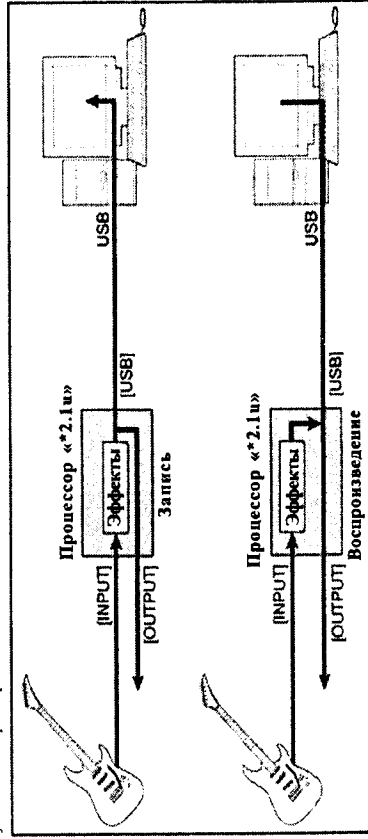 Процессор «*2.1u»
[INPUT]
Эффекты
[USB]
USB
[OUTPUT]
Запись
Процессор «*2.1u»
[INPUT]
Эффекты
[USB]
USB
[OUTPUT]
Воспроизведение